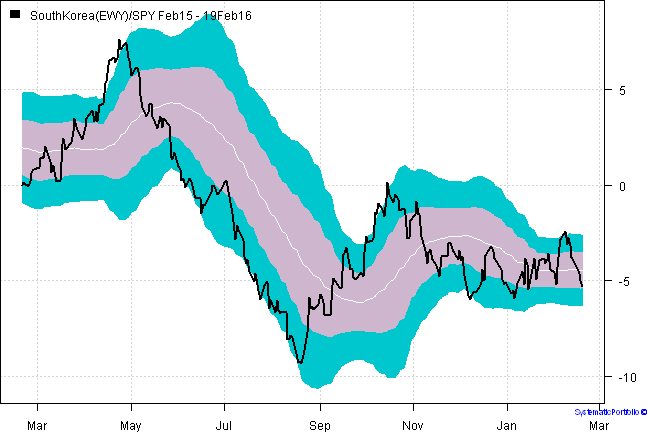 SouthKorea(EWY)/SPY Feb15 - 19Feb16
5
0
-5
-10
Mar May Jul Sep Nov Jan Mar
SystematicPortfolio ©